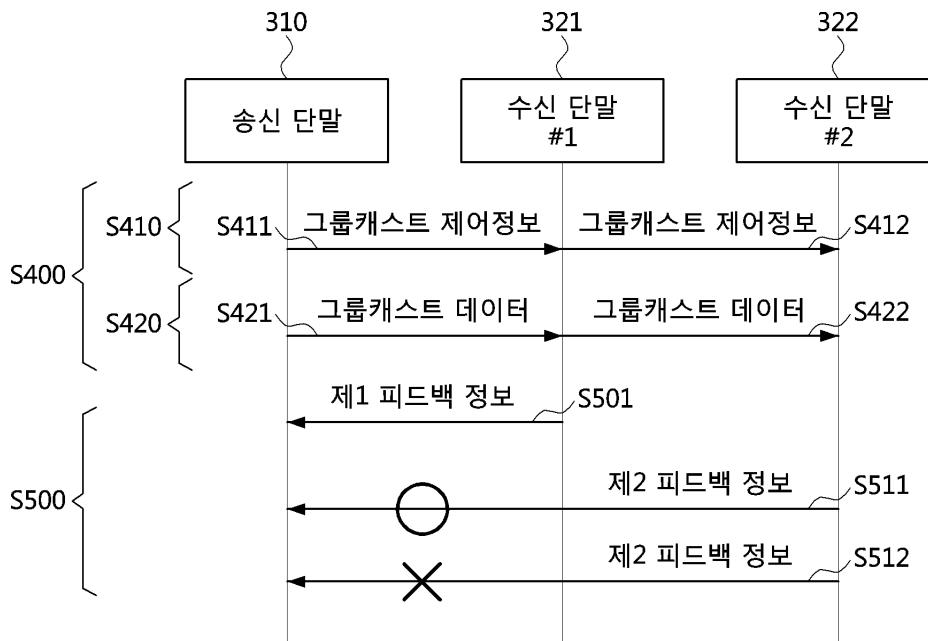 310
321
322
송신 단말
수신 단말
#1
수신 단말
#2
S400
S410
S411
그룹캐스트 제어정보
그룹캐스트 제어정보
S412
S420
S421
그룹캐스트 데이터
그룹캐스트 데이터
S422
S500
제1 피드백 정보
S501
제2 피드백 정보
S511
제2 피드백 정보
S512